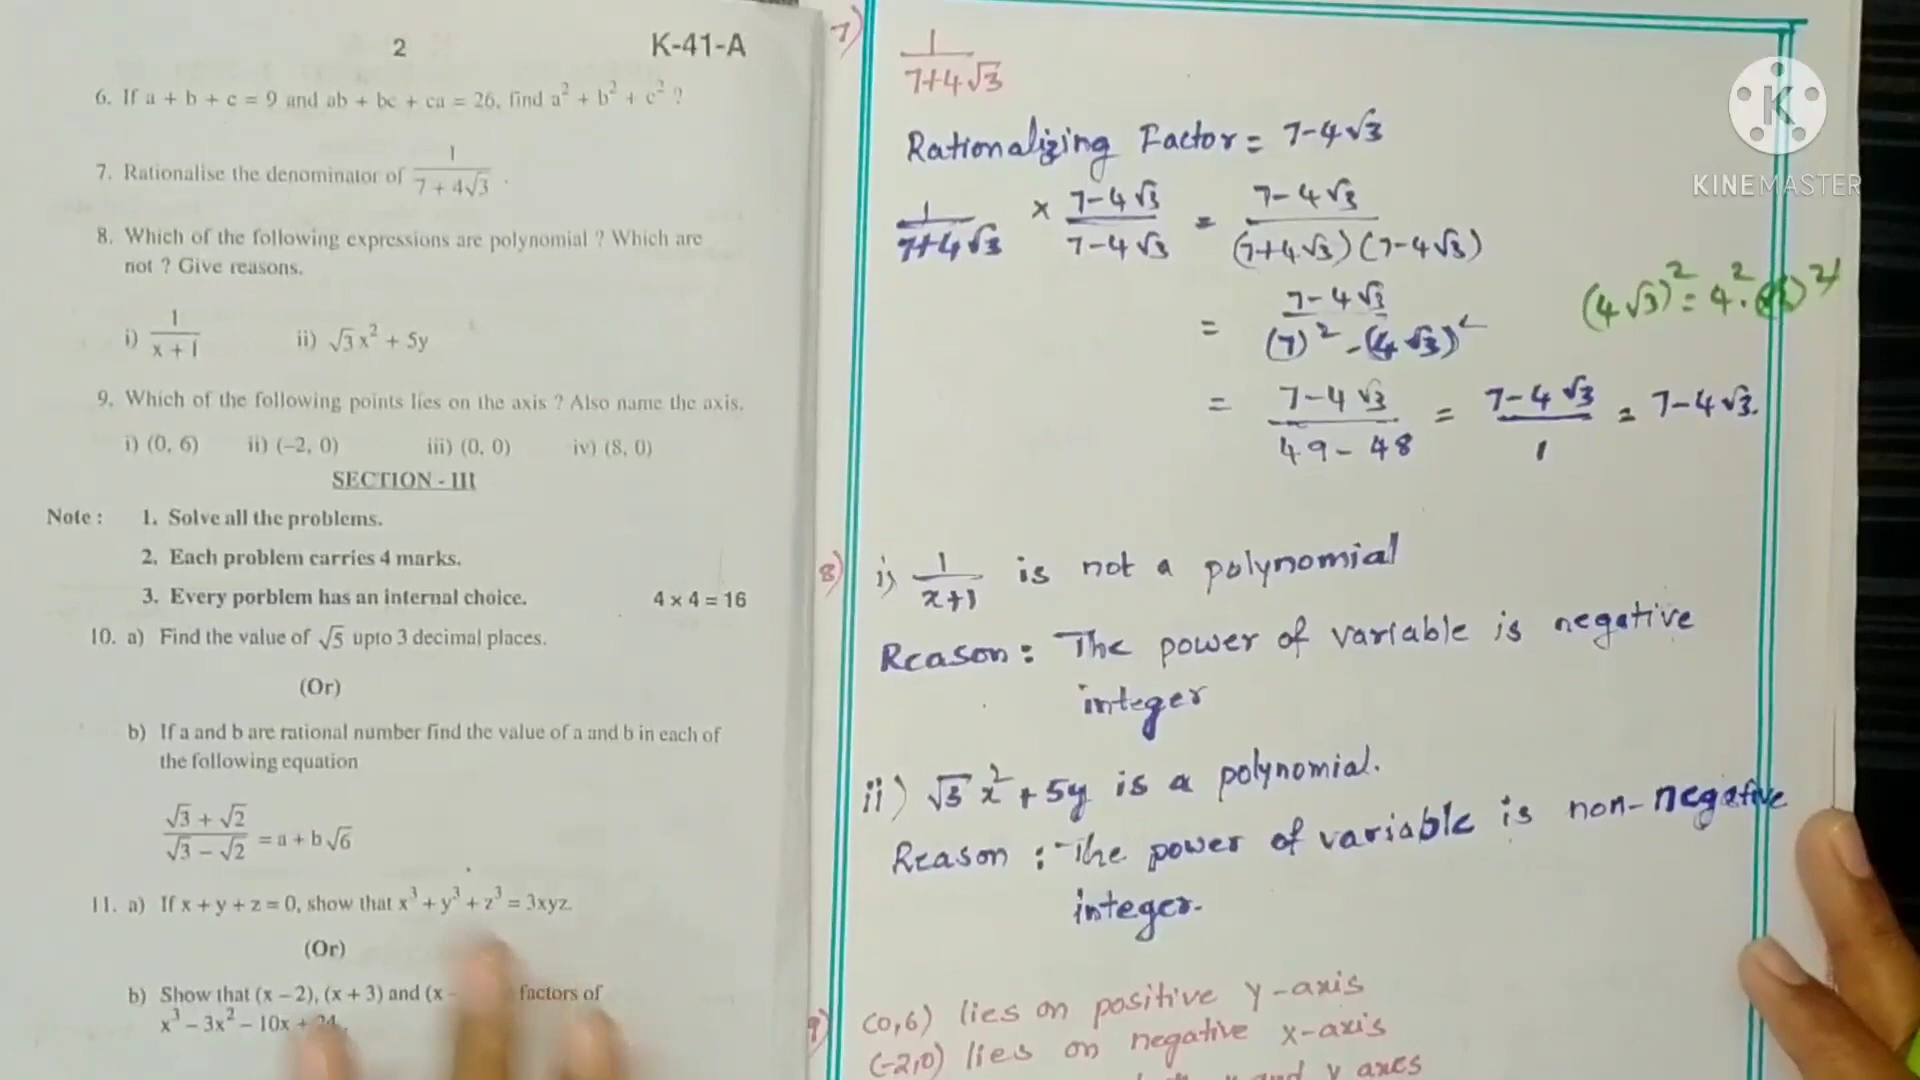 2 K-41-A
6. If a + b + c = 9 and ab + bc + ca = 26, find a² + b² + c² ?
7. Rationalise the denominator of 1/(7 + 4√3) .
8. Which of the following expressions are polynomial ? Which are
not ? Give reasons.
i) 1/(x + 1) ii) √3x² + 5y
9. Which of the following points lies on the axis ? Also name the axis.
i) (0, 6) ii) (–2, 0) iii) (0, 0) iv) (8, 0)
SECTION - III
Note : 1. Solve all the problems.
2. Each problem carries 4 marks.
3. Every porblem has an internal choice. 4 x 4 = 16
10. a) Find the value of √5 upto 3 decimal places.
(Or)
b) If a and b are rational number find the value of a and b in each of
the following equation
(√3 + √2)/(√3 – √2) = a + b√6
11. a) If x + y + z = 0, show that x³ + y³ + z³ = 3xyz.
(Or)
b) Show that (x – 2), (x + 3) and (x – factors of
x³ – 3x² – 10x + 24.
7) 1/(7+4√3)
Rationalizing Factor = 7-4√3
1/(7+4√3) × (7-4√3)/(7-4√3) = (7-4√3)/((7+4√3)(7-4√3))
= (7-4√3)/((7)² - (4√3)²)
(4√3)² = 4².(√3)²
= (7-4√3)/(49-48) = (7-4√3)/1 = 7-4√3.
8) i) 1/(x+1) is not a polynomial
Reason: The power of variable is negative
integer
ii) √3x² + 5y is a polynomial.
Reason: The power of variable is non-negative
integer.
9) (0,6) lies on positive Y-axis
(-2,0) lies on negative X-axis
and Y axes
KINEMASTER